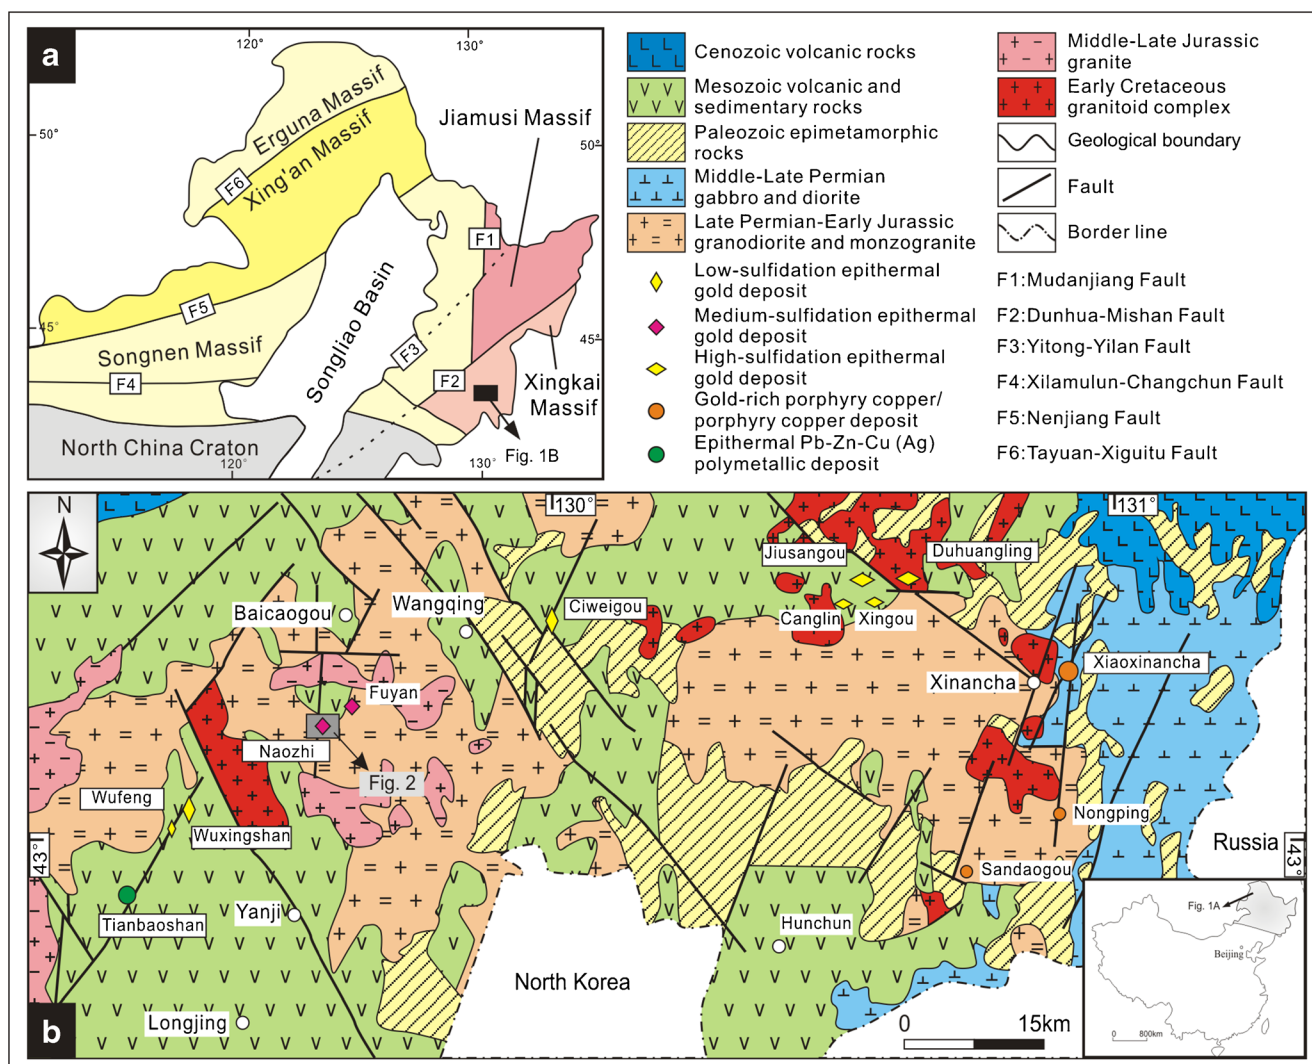 a
120°
130°
50°
50°
45°
45°
120°
130°
Erguna Massif
Xing'an Massif
Jiamusi Massif
F6
F1
F5
Songliao Basin
Songnen Massif
F3
F4
F2
Xingkai
Massif
North China Craton
Fig. 1B
Cenozoic volcanic rocks
Mesozoic volcanic and
sedimentary rocks
Paleozoic epimetamorphic
rocks
Middle-Late Permian
gabbro and diorite
Late Permian-Early Jurassic
granodiorite and monzogranite
Low-sulfidation epithermal
gold deposit
Medium-sulfidation epithermal
gold deposit
High-sulfidation epithermal
gold deposit
Gold-rich porphyry copper/
porphyry copper deposit
Epithermal Pb-Zn-Cu (Ag)
polymetallic deposit
Middle-Late Jurassic
granite
Early Cretaceous
granitoid complex
Geological boundary
Fault
Border line
F1:Mudanjiang Fault
F2:Dunhua-Mishan Fault
F3:Yitong-Yilan Fault
F4:Xilamulun-Changchun Fault
F5:Nenjiang Fault
F6:Tayuan-Xiguitu Fault
N
130°
131°
Jiusangou
Duhuangling
Baicaogou
Wangqing
Ciweigou
Canglin
Xingou
Xiaoxinancha
Xinancha
Fuyan
Naozhi
Fig. 2
Wufeng
Wuxingshan
Nongping
43°
Russia
43°
Sandaogou
Tianbaoshan
Yanji
Hunchun
North Korea
Longjing
b
0
15km
Fig. 1A
Beijing
0
800km